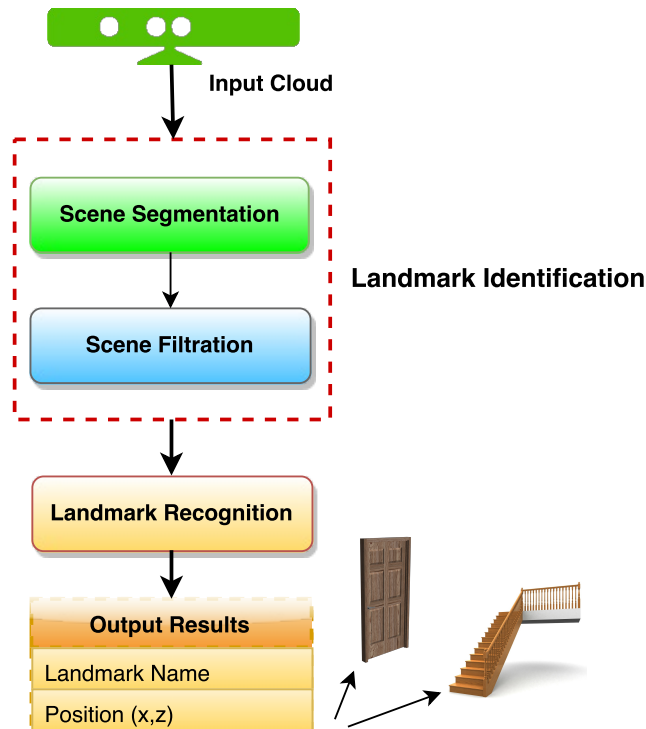 Input Cloud
Scene Segmentation
Landmark Identification
Scene Filtration
Landmark Recognition
Output Results
Landmark Name
Position (x,z)